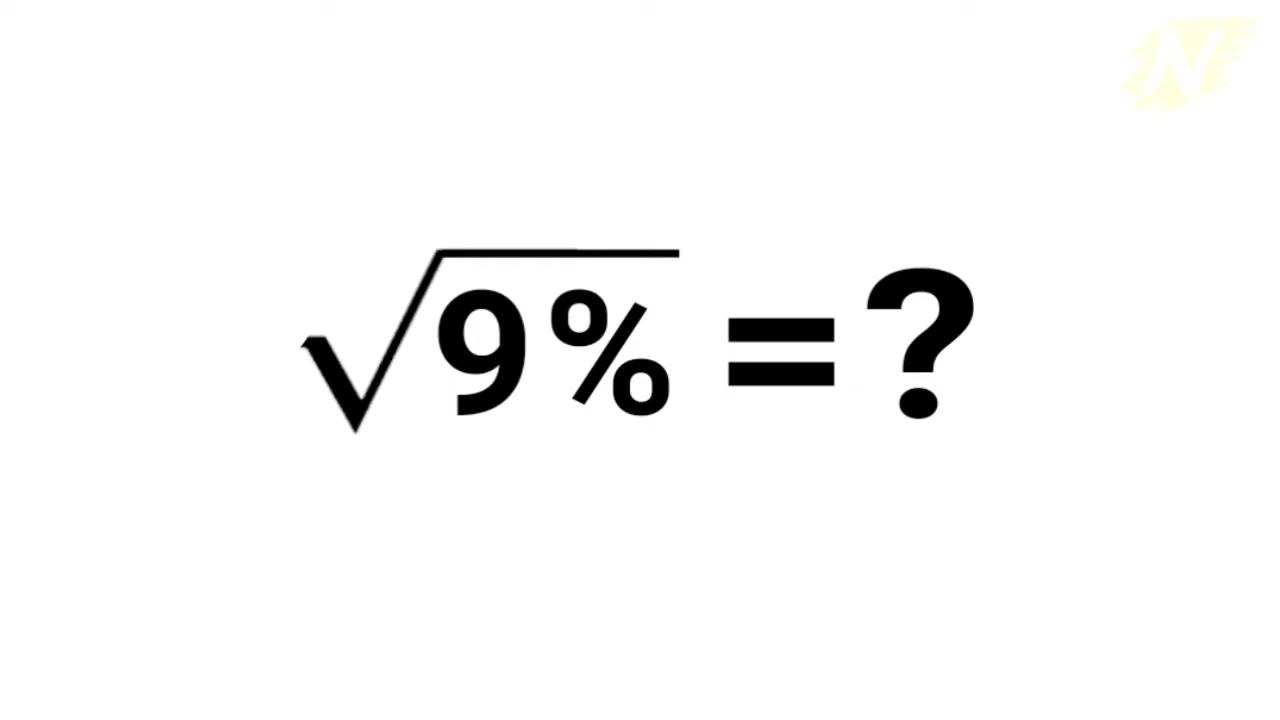 N
√9% = ?